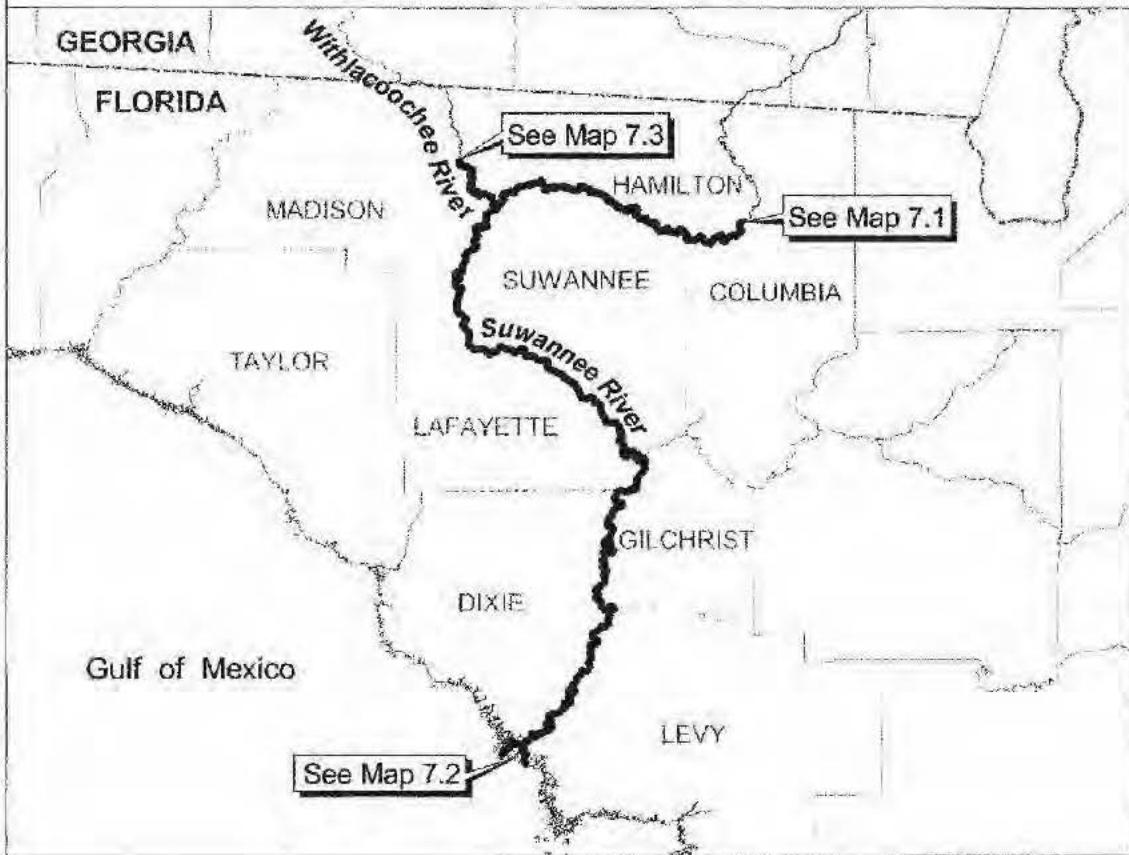 GEORGIA
FLORIDA
Withlacoochee River
See Map 7.3
HAMILTON
See Map 7.1
MADISON
SUWANNEE
COLUMBIA
Suwannee River
TAYLOR
LAFAYETTE
GILCHRIST
DIXIE
Gulf of Mexico
LEVY
See Map 7.2